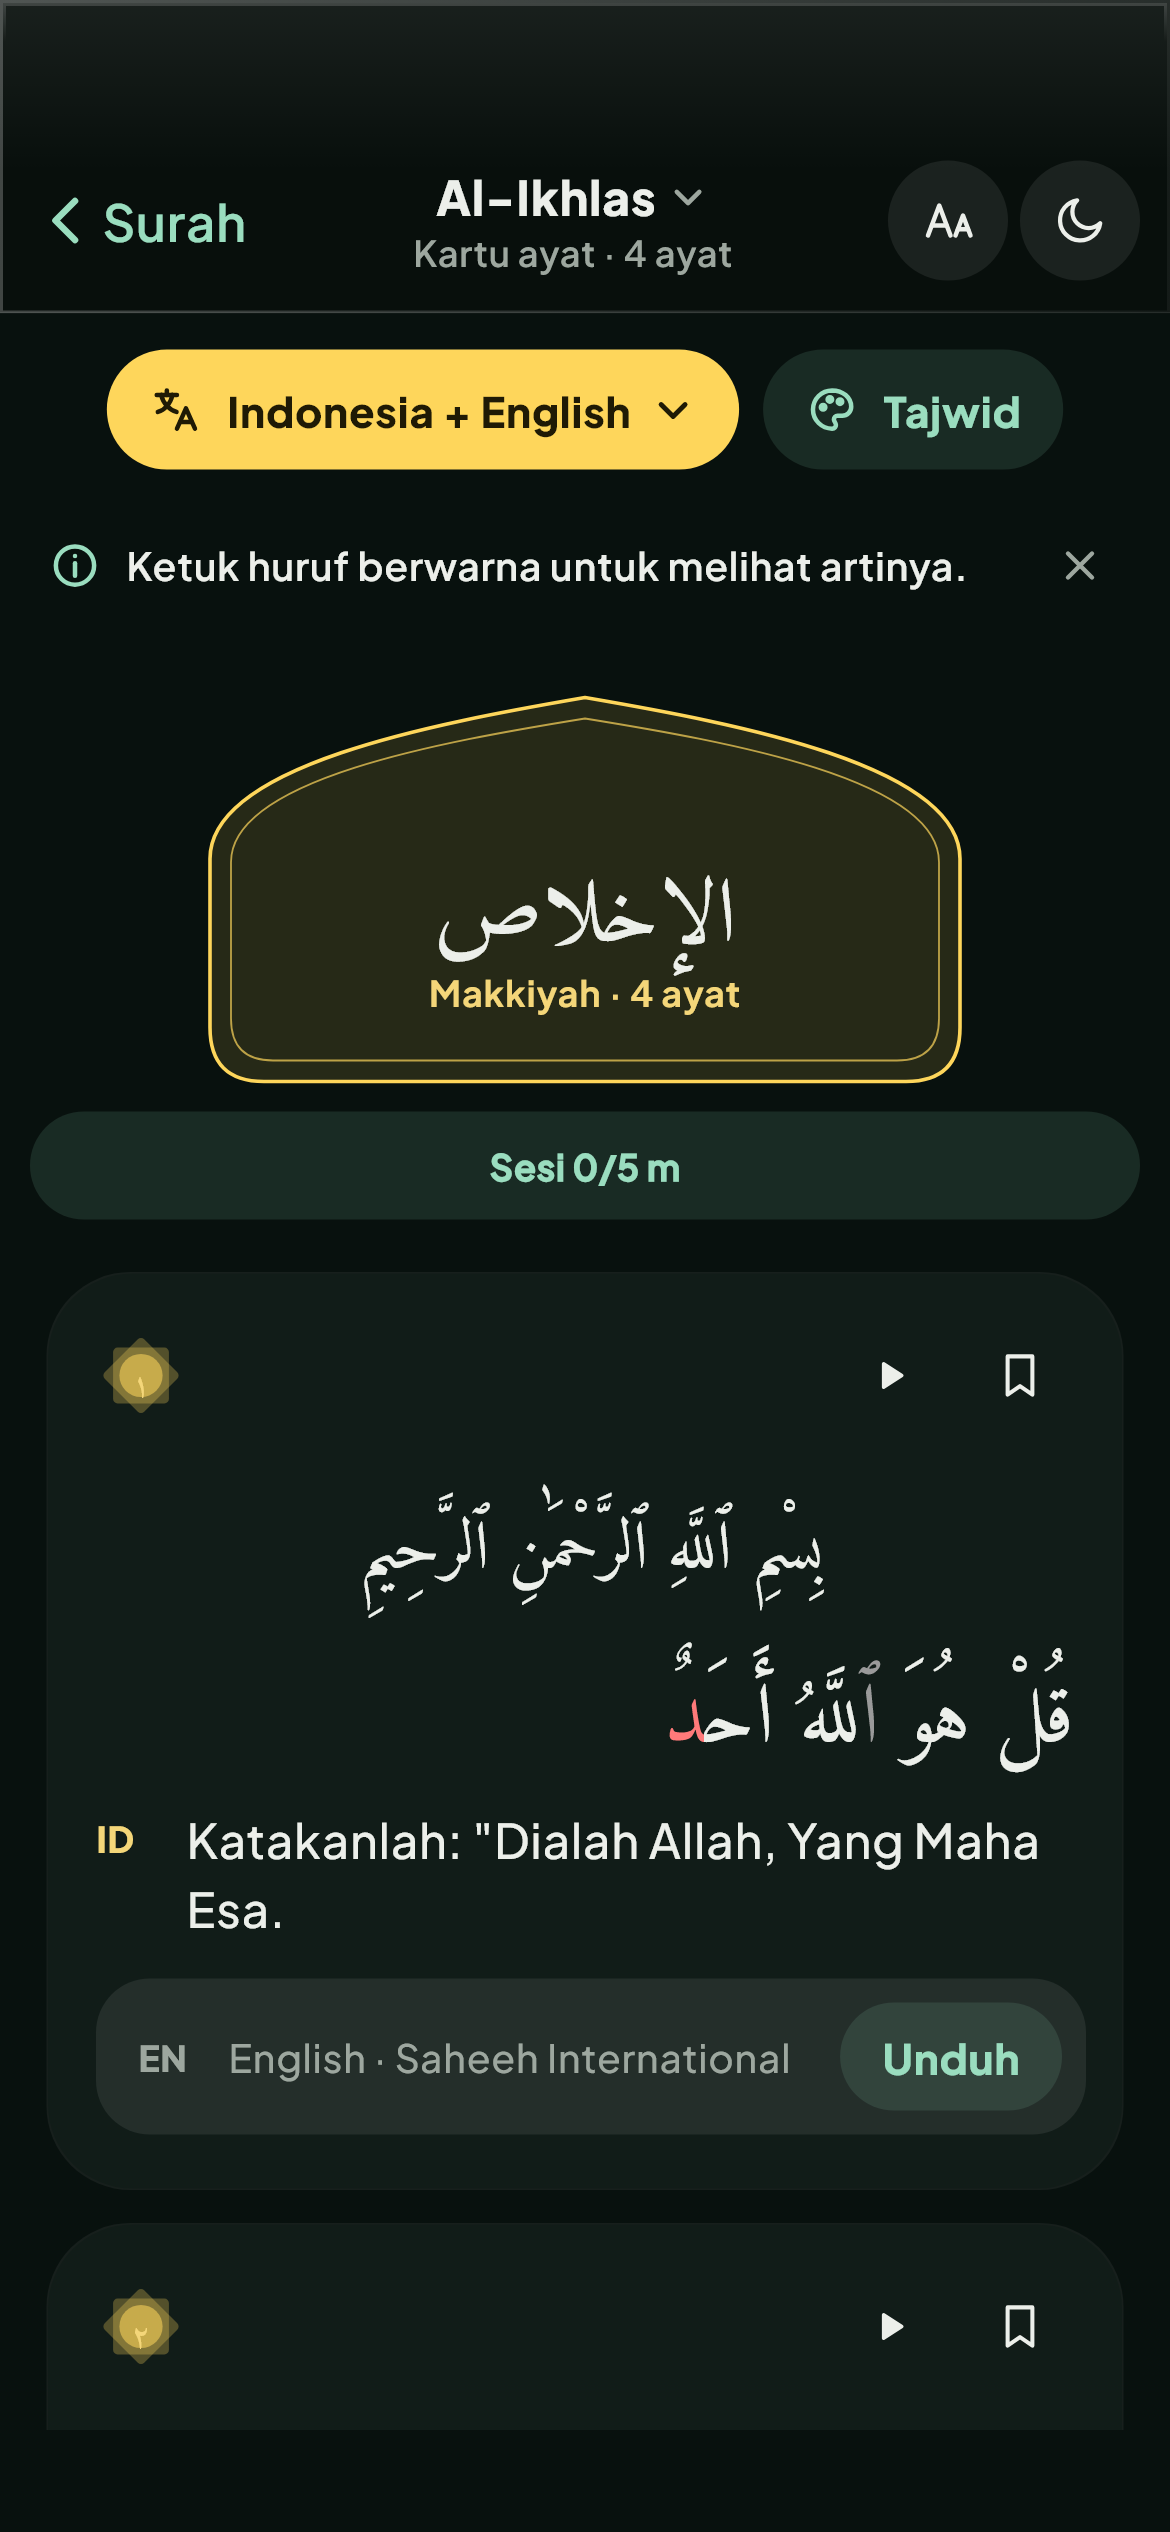 Surah
Al-Ikhlas
Kartu ayat · 4 ayat
AA
Indonesia + English
Tajwid
Ketuk huruf berwarna untuk melihat artinya.
الإخلاص
Makkiyah · 4 ayat
Sesi 0/5 m
١
بِسْمِ ٱللَّهِ ٱلرَّحْمَٰنِ ٱلرَّحِيمِ
قُلْ هُوَ ٱللَّهُ أَحَدٌ
ID Katakanlah: "Dialah Allah, Yang Maha
Esa.
EN English · Saheeh International Unduh
٢